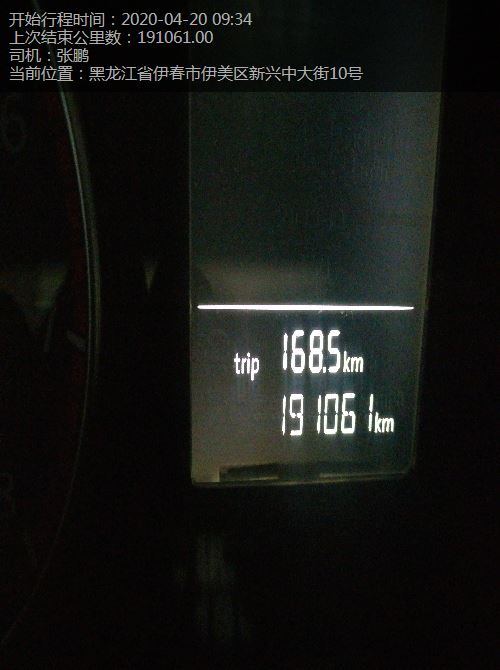 开始行程时间：2020-04-20 09:34
上次结束公里数：191061.00
司机：张鹏
当前位置：黑龙江省伊春市伊美区新兴中大街10号
trip 168.5km
191061km